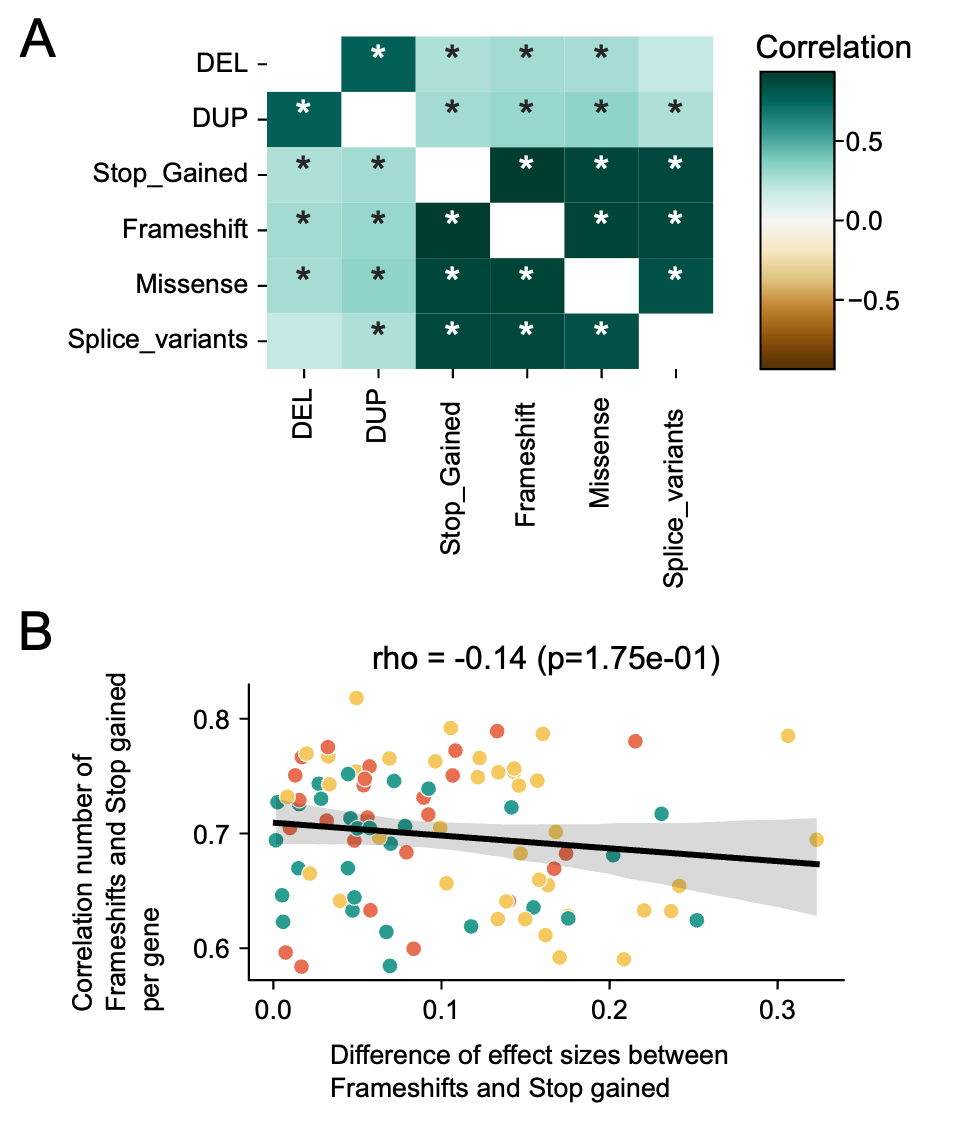 A
Correlation
DEL
DUP
Stop_Gained
Frameshift
Missense
Splice_variants
* * * *
* * * * *
* * * * *
* * * * *
* * * * *
* * * *
0.5
0.0
−0.5
DEL
DUP
Stop_Gained
Frameshift
Missense
Splice_variants
B
rho = -0.14 (p=1.75e-01)
Correlation number of
Frameshifts and Stop gained
per gene
0.8
0.7
0.6
0.0
0.1
0.2
0.3
Difference of effect sizes between
Frameshifts and Stop gained